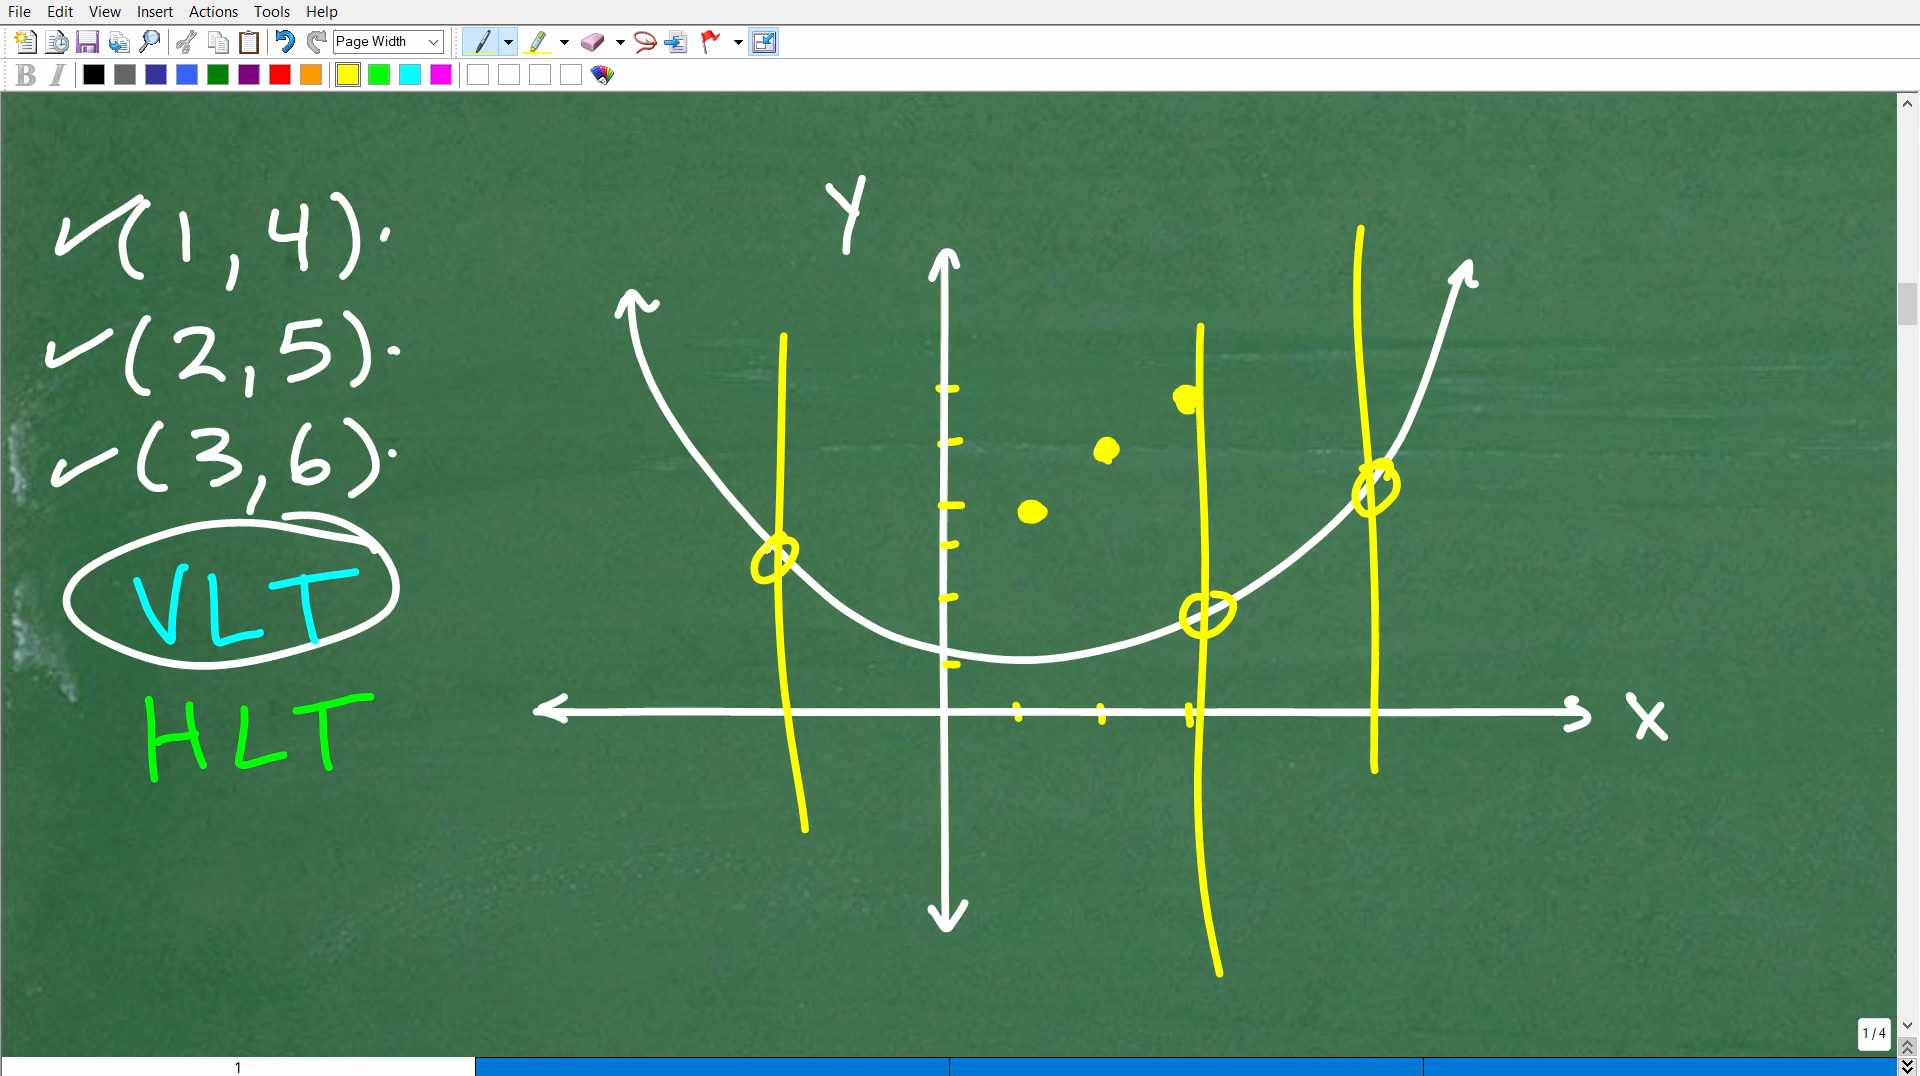 File Edit View Insert Actions Tools Help
Page Width
B I
Y
(1, 4).
(2, 5).
(3, 6).
VLT
HLT
X
1/4
1